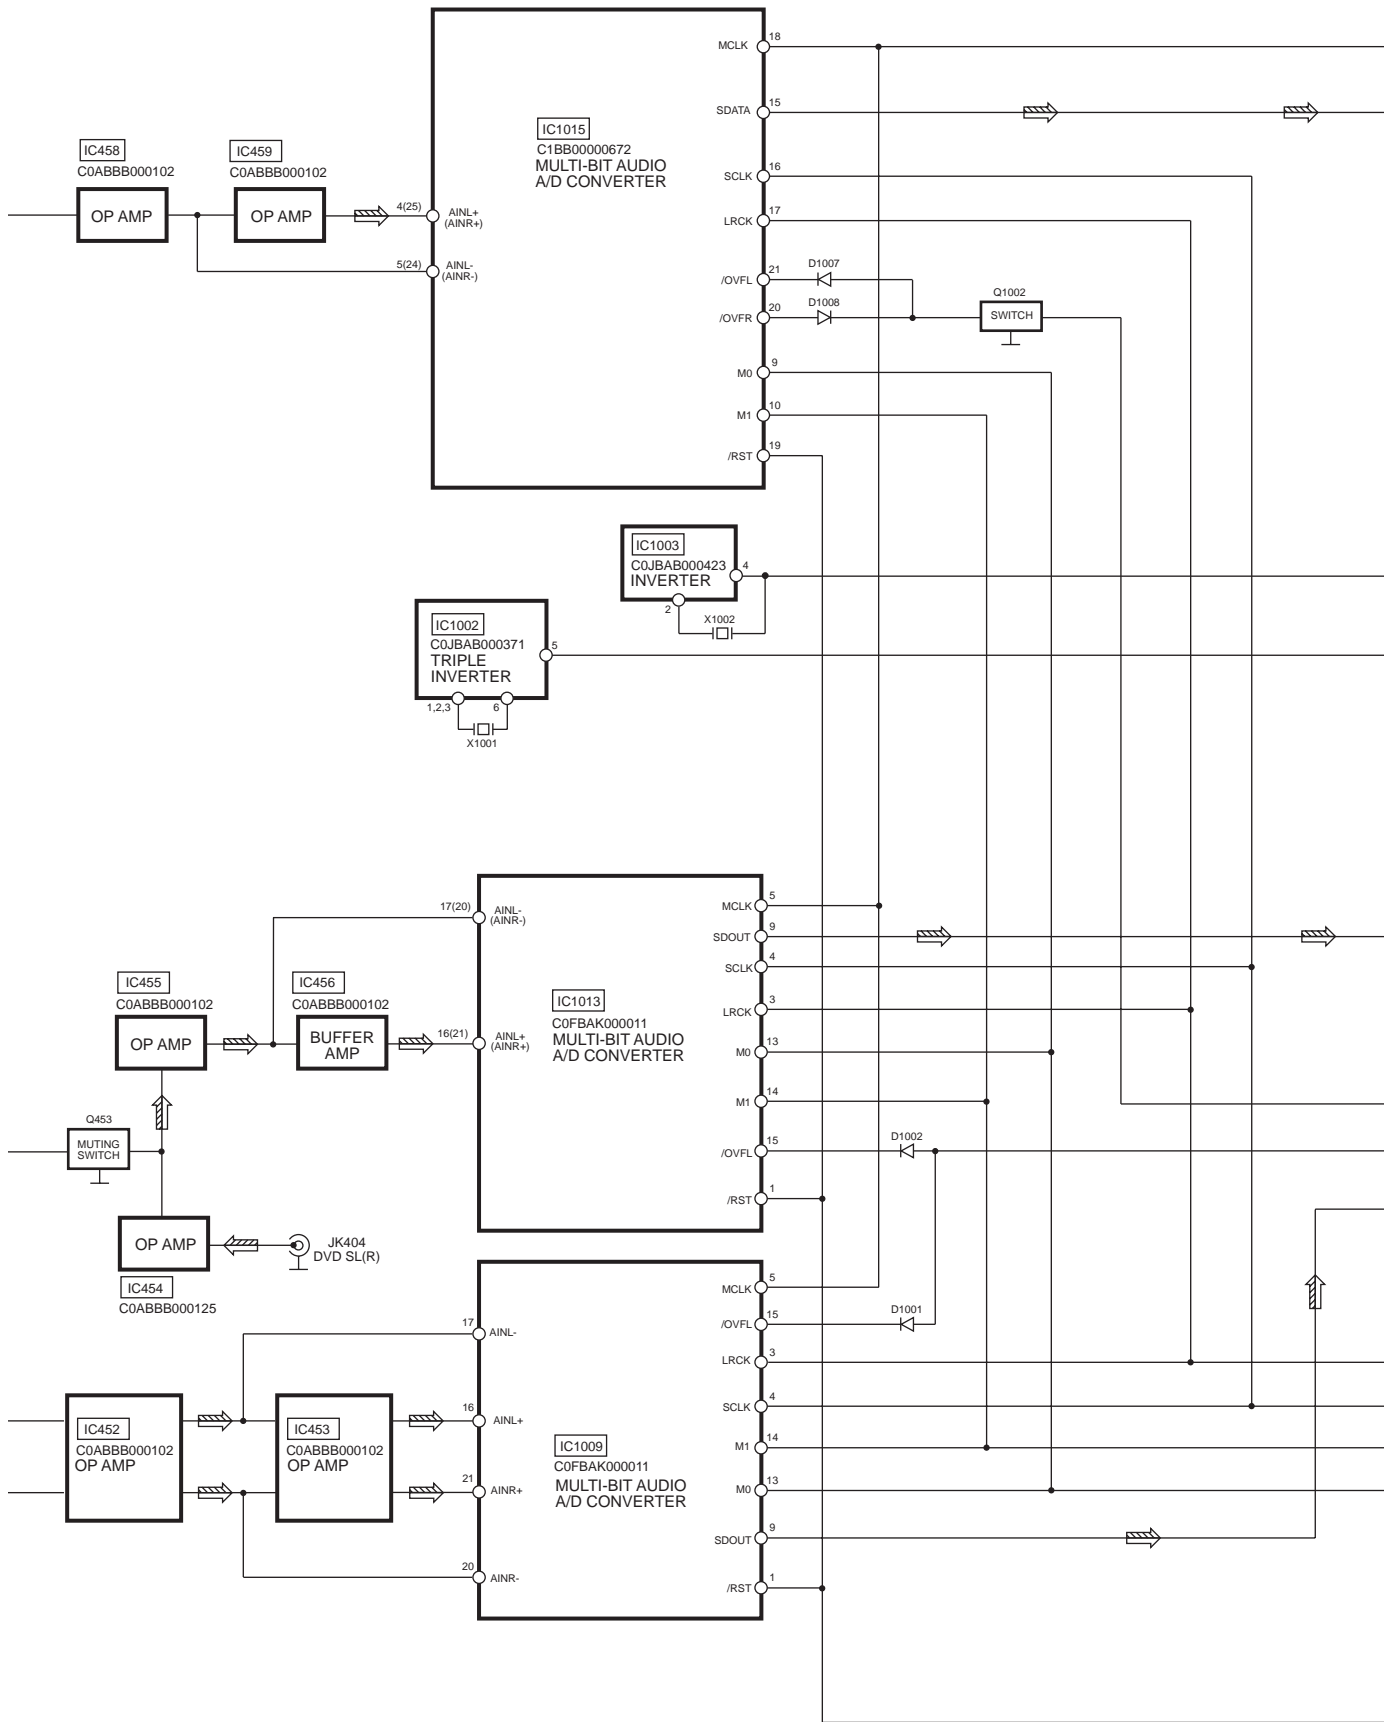 MCLK
18
SDATA
15
IC1015
C1BB00000672
MULTI-BIT AUDIO
A/D CONVERTER
SCLK
16
LRCK
17
IC458
C0ABBB000102
OP AMP
IC459
C0ABBB000102
OP AMP
4(25)
AINL+
(AINR+)
5(24)
AINL-
(AINR-)
/OVFL
21
D1007
/OVFR
20
D1008
Q1002
SWITCH
M0
9
M1
10
/RST
19
IC1003
C0JBAB000423
INVERTER
4
2
X1002
IC1002
C0JBAB000371
TRIPLE
INVERTER
5
1,2,3
6
X1001
17(20)
AINL-
(AINR-)
MCLK
5
SDOUT
9
SCLK
4
IC455
C0ABBB000102
OP AMP
IC456
C0ABBB000102
BUFFER
AMP
16(21)
AINL+
(AINR+)
IC1013
C0FBAK000011
MULTI-BIT AUDIO
A/D CONVERTER
LRCK
3
M0
13
M1
14
Q453
MUTING
SWITCH
/OVFL
15
D1002
/RST
1
OP AMP
IC454
C0ABBB000125
JK404
DVD SL(R)
MCLK
5
/OVFL
15
D1001
17
AINL-
LRCK
3
SCLK
4
IC452
C0ABBB000102
OP AMP
IC453
C0ABBB000102
OP AMP
16
AINL+
21
AINR+
IC1009
C0FBAK000011
MULTI-BIT AUDIO
A/D CONVERTER
M1
14
M0
13
SDOUT
9
20
AINR-
/RST
1